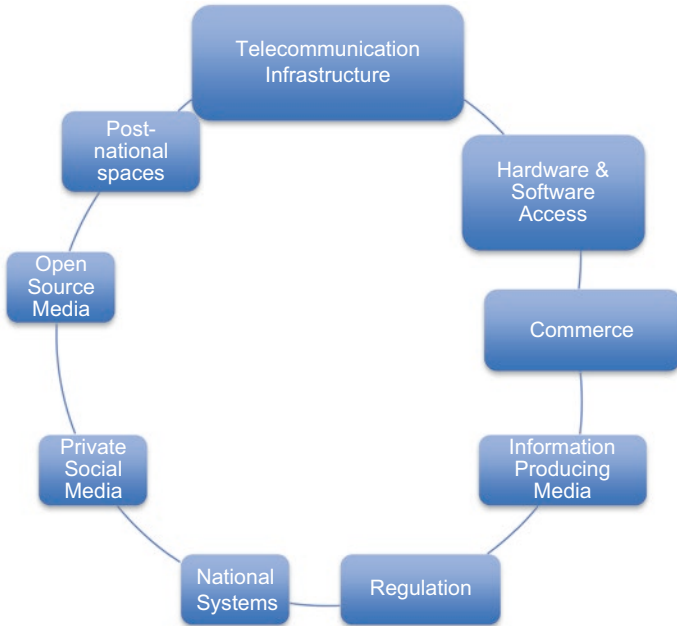 Telecommunication
Infrastructure
Hardware &
Software
Access
Commerce
Information
Producing
Media
Regulation
National
Systems
Private
Social
Media
Open
Source
Media
Post-
national
spaces